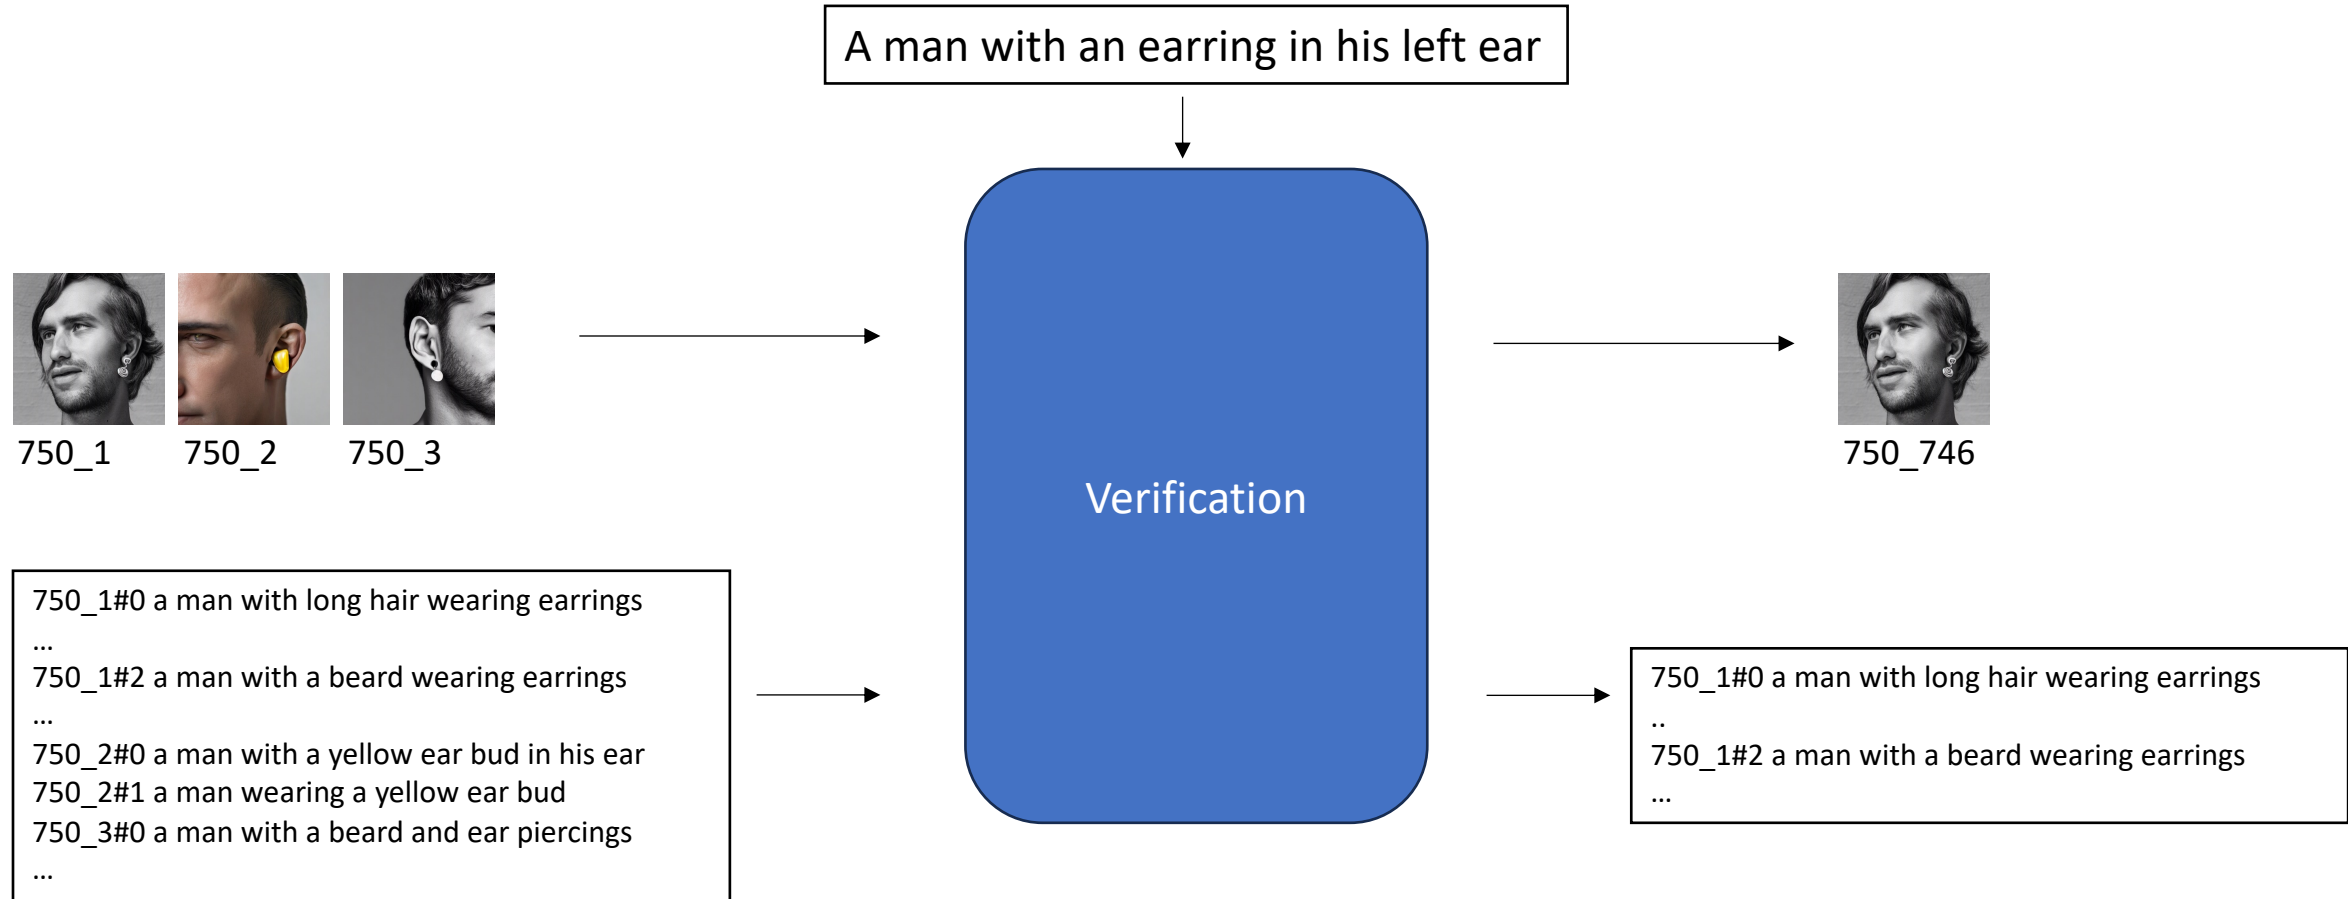 A man with an earring in his left ear
750_1
750_2
750_3
Verification
750_746
750_1#0 a man with long hair wearing earrings
...
750_1#2 a man with a beard wearing earrings
...
750_2#0 a man with a yellow ear bud in his ear
750_2#1 a man wearing a yellow ear bud
750_3#0 a man with a beard and ear piercings
...
750_1#0 a man with long hair wearing earrings
..
750_1#2 a man with a beard wearing earrings
...